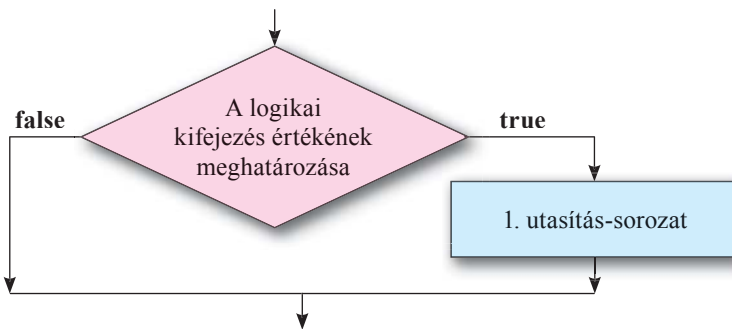 A logikai
kifejezés értékének
meghatározása
false
true
1. utasítás-sorozat